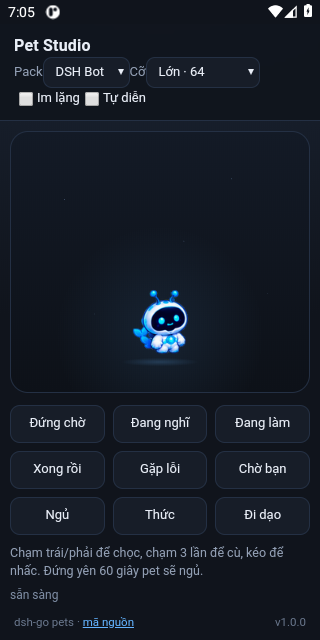 7:05
Pet Studio
Pack DSH Bot Cỡ Lớn · 64
Im lặng Tự diễn
Đứng chờ Đang nghĩ Đang làm
Xong rồi Gặp lỗi Chờ bạn
Ngủ Thức Đi dạo
Chạm trái/phải để chọc, chạm 3 lần để cù, kéo để
nhấc. Đứng yên 60 giây pet sẽ ngủ.
sẵn sàng
dsh-go pets · mã nguồn v1.0.0